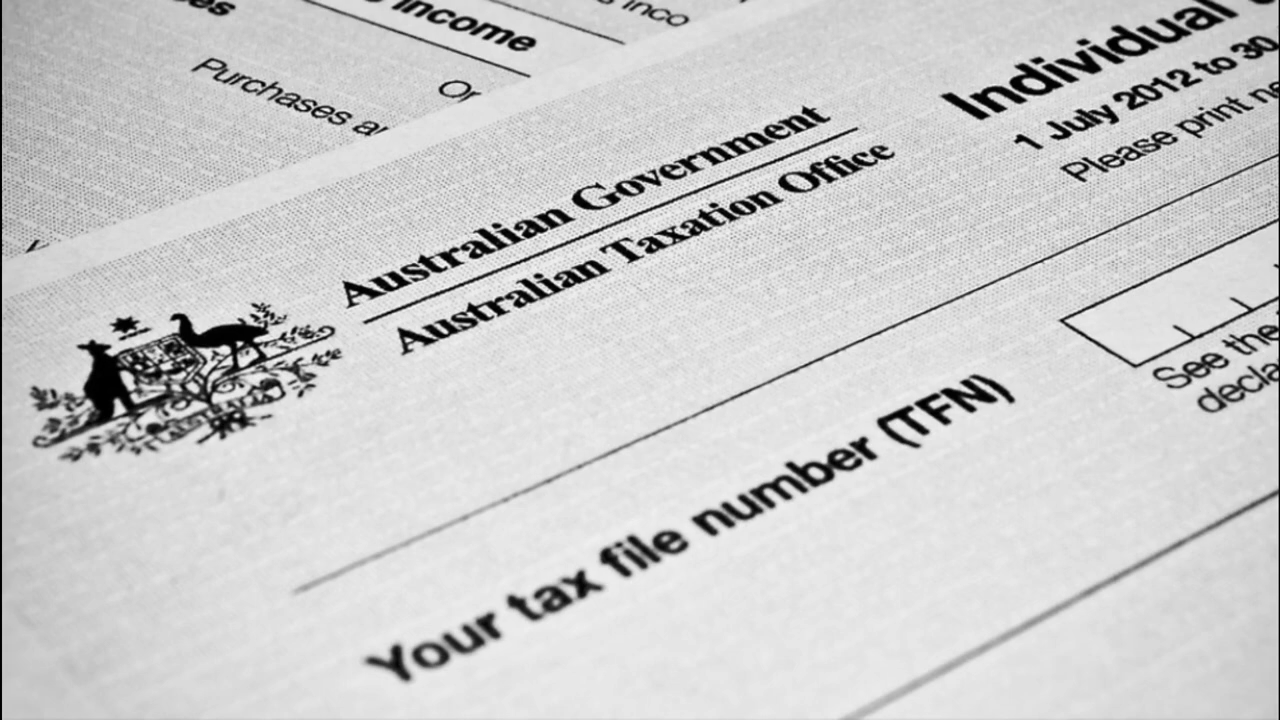 Income
Purchases
Or
Australian Government
Australian Taxation Office
Individual
1 July 2012 to 30
Please print
Your tax file number (TFN)
See the